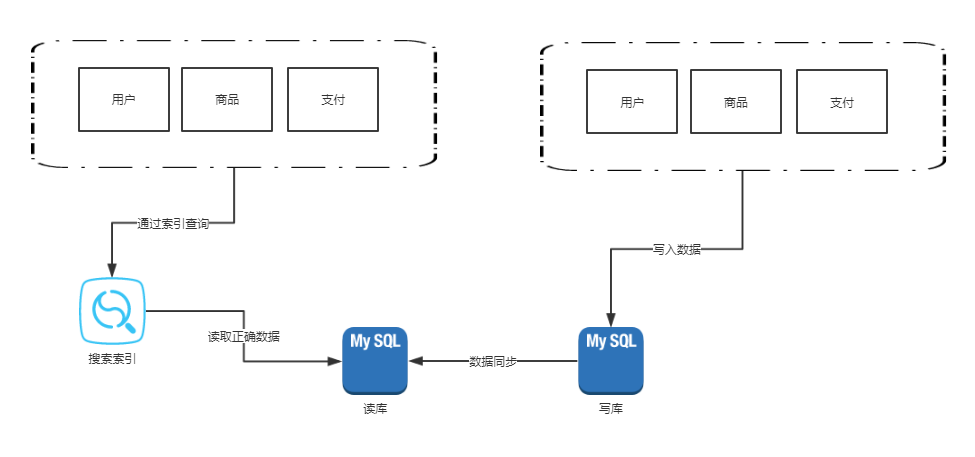 用户
商品
支付
用户
商品
支付
通过索引查询
写入数据
搜索索引
读取正确数据
My SQL
读库
数据同步
My SQL
写库